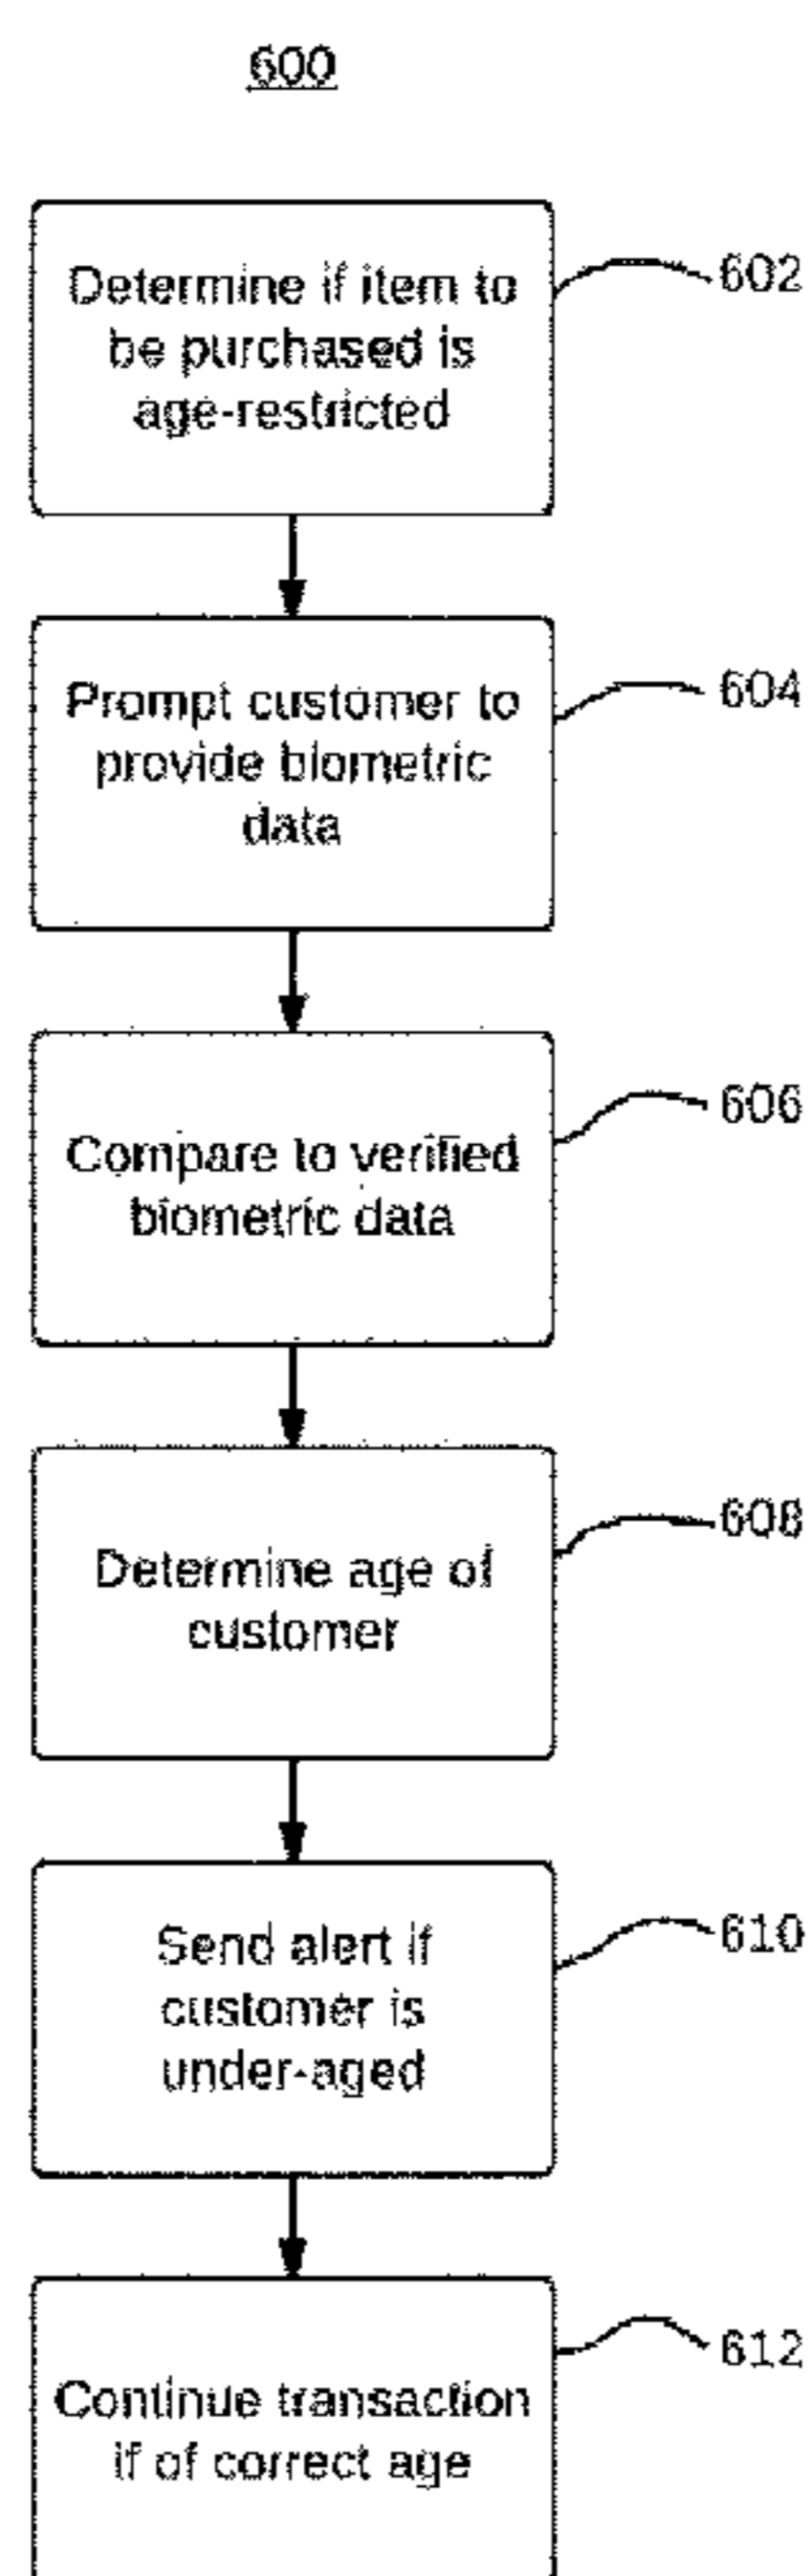 600
Determine if item to
be purchased is
age-restricted
602
Prompt customer to
provide biometric
data
604
Compare to verified
biometric data
606
Determine age of
customer
608
Send alert if
customer is
under-aged
610
Continue transaction
if of correct age
612